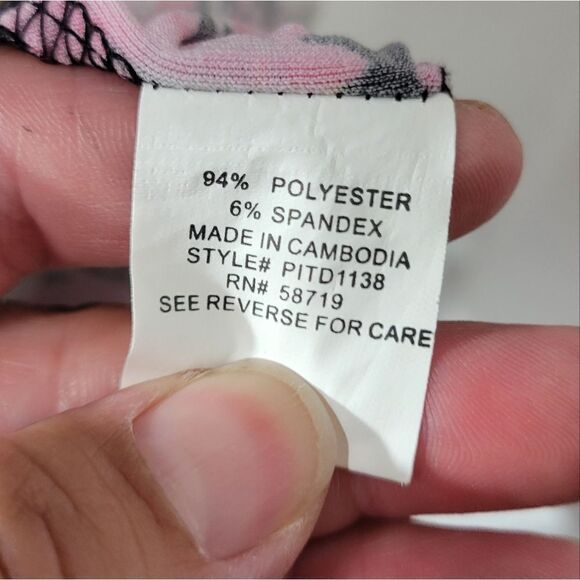 94% POLYESTER
6% SPANDEX
MADE IN CAMBODIA
STYLE# PITD1138
RN# 58719
SEE REVERSE FOR CARE